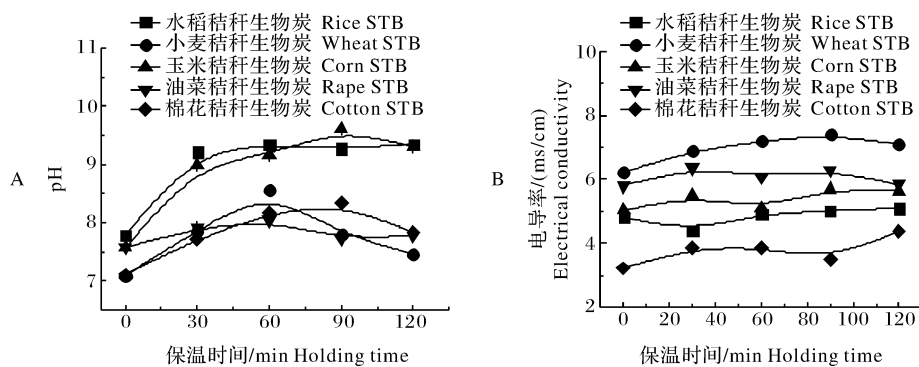 水稻秸秆生物炭 Rice STB
小麦秸秆生物炭 Wheat STB
玉米秸秆生物炭 Corn STB
油菜秸秆生物炭 Rape STB
棉花秸秆生物炭 Cotton STB
A
pH
11
10
9
8
7
0 30 60 90 120
保温时间/min Holding time
水稻秸秆生物炭 Rice STB
小麦秸秆生物炭 Wheat STB
玉米秸秆生物炭 Corn STB
油菜秸秆生物炭 Rape STB
棉花秸秆生物炭 Cotton STB
B
电导率/(ms/cm)
Electrical conductivity
10
8
6
4
2
0 20 40 60 80 100 120
保温时间/min Holding time